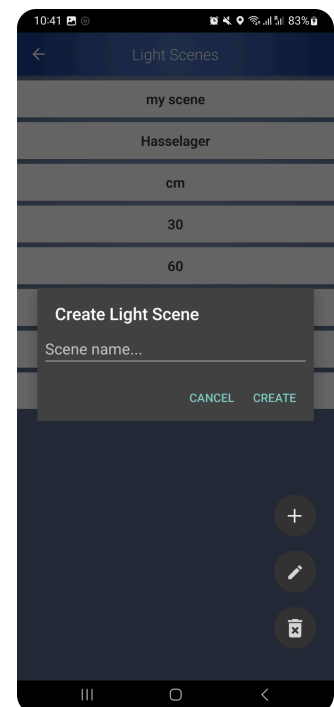 10:41 83%
Light Scenes
my scene
Hasselager
cm
30
60
Create Light Scene
Scene name...
CANCEL CREATE